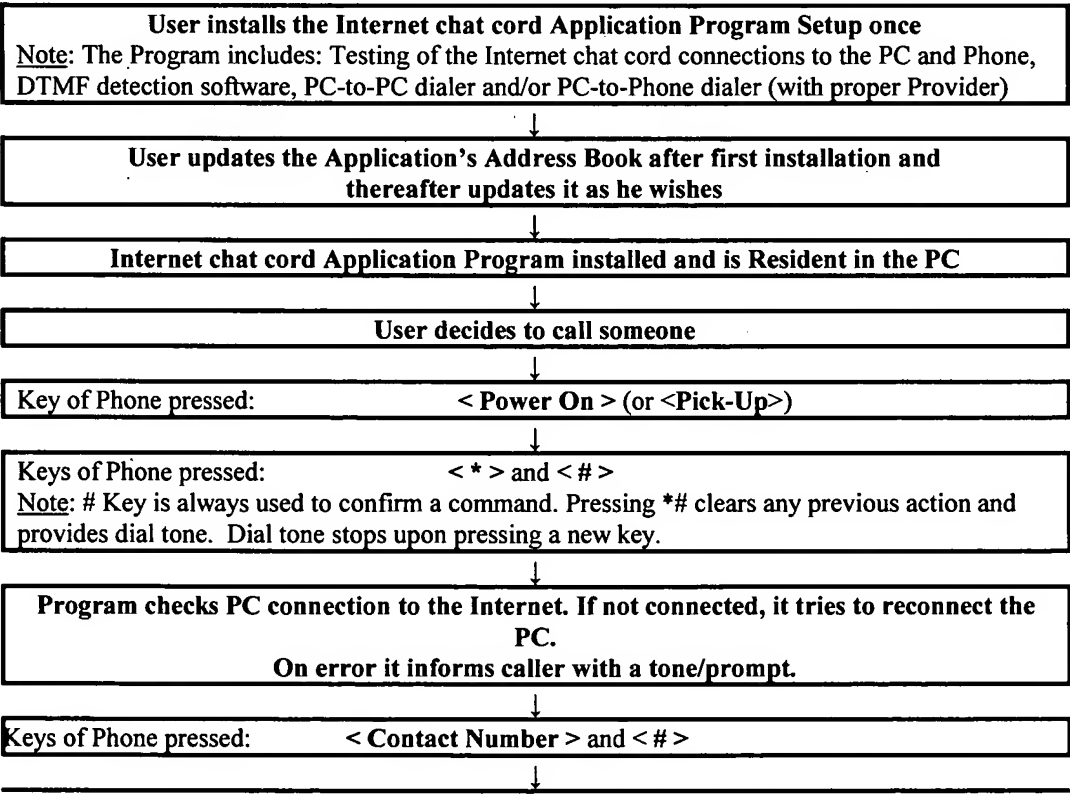 User installs the Internet chat cord Application Program Setup once
Note: The Program includes: Testing of the Internet chat cord connections to the PC and Phone,
DTMF detection software, PC-to-PC dialer and/or PC-to-Phone dialer (with proper Provider)
User updates the Application's Address Book after first installation and
thereafter updates it as he wishes
Internet chat cord Application Program installed and is Resident in the PC
User decides to call someone
Key of Phone pressed: < Power On > (or <Pick-Up>)
Keys of Phone pressed: < * > and < # >
Note: # Key is always used to confirm a command. Pressing *# clears any previous action and
provides dial tone. Dial tone stops upon pressing a new key.
Program checks PC connection to the Internet. If not connected, it tries to reconnect the
PC.
On error it informs caller with a tone/prompt.
Keys of Phone pressed: < Contact Number > and < # >